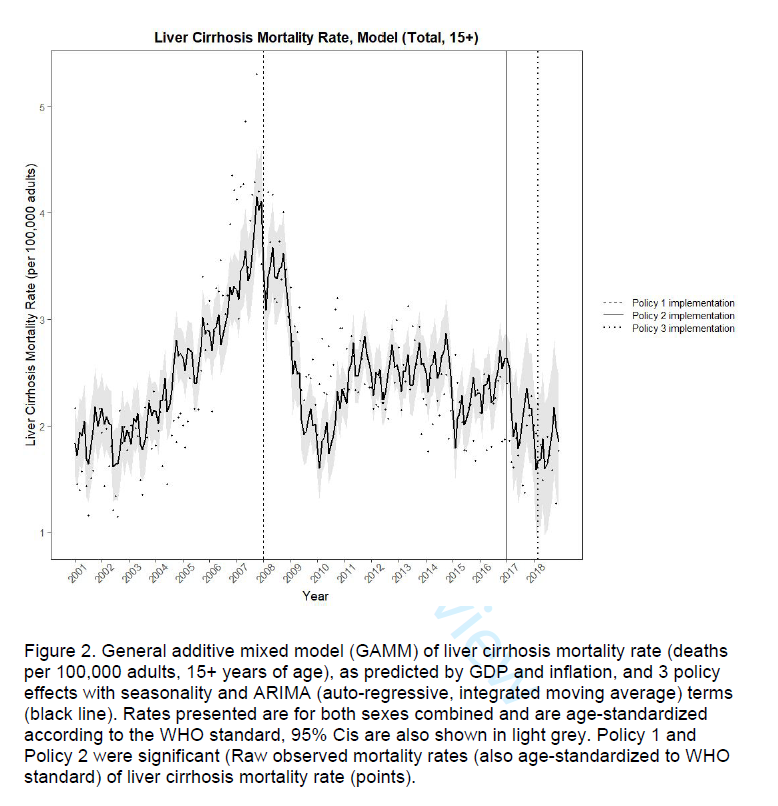 Liver Cirrhosis Mortality Rate, Model (Total, 15+)
Liver Cirrhosis Mortality Rate (per 100,000 adults)
5
4
3
2
1
2001 2002 2003 2004 2005 2006 2007 2008 2009 2010 2011 2012 2013 2014 2015 2016 2017 2018
Year
Policy 1 implementation
Policy 2 implementation
Policy 3 implementation
view
Figure 2. General additive mixed model (GAMM) of liver cirrhosis mortality rate (deaths
per 100,000 adults, 15+ years of age), as predicted by GDP and inflation, and 3 policy
effects with seasonality and ARIMA (auto-regressive, integrated moving average) terms
(black line). Rates presented are for both sexes combined and are age-standardized
according to the WHO standard, 95% Cis are also shown in light grey. Policy 1 and
Policy 2 were significant (Raw observed mortality rates (also age-standardized to WHO
standard) of liver cirrhosis mortality rate (points).